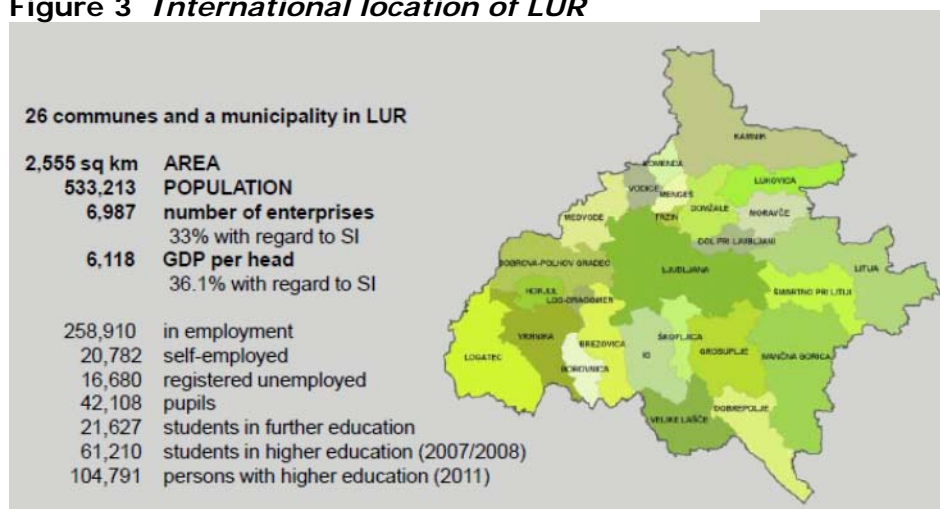 Figure 3 International location of LUR
26 communes and a municipality in LUR
2,555 sq km AREA
533,213 POPULATION
6,987 number of enterprises
33% with regard to SI
6,118 GDP per head
36.1% with regard to SI
258,910 in employment
20,782 self-employed
16,680 registered unemployed
42,108 pupils
21,627 students in further education
61,210 students in higher education (2007/2008)
104,791 persons with higher education (2011)
KAMNIK
KOMENDA
LUKOVICA
VODICE
MENGEŠ
DOMŽALE
MORAVČE
MEDVODE
TRZIN
DOL PRI LJUBLJANI
DOBROVA-POLHOV GRADEC
LJUBLJANA
LITIJA
HORJUL
LOG-DRAGOMER
ŠMARTNO PRI LITIJI
VRHNIKA
BREZOVICA
ŠKOFLJICA
LOGATEC
IG
GROSUPLJE
IVANČNA GORICA
BOROVNICA
DOBREPOLJE
VELIKE LAŠČE